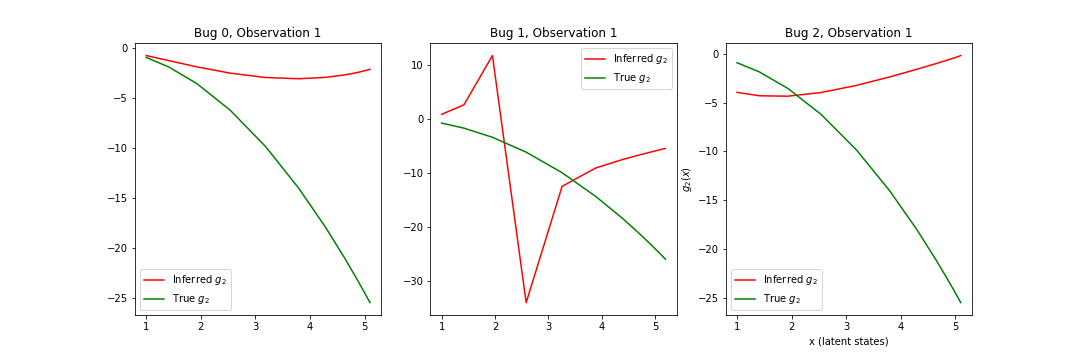 Bug 0, Observation 1
0
−5
−10
−15
−20
−25
1 2 3 4 5
Inferred g₂
True g₂
Bug 1, Observation 1
10
0
−10
−20
−30
1 2 3 4 5
Inferred g₂
True g₂
Bug 2, Observation 1
g₂(x)
0
−5
−10
−15
−20
−25
1 2 3 4 5
x (latent states)
Inferred g₂
True g₂